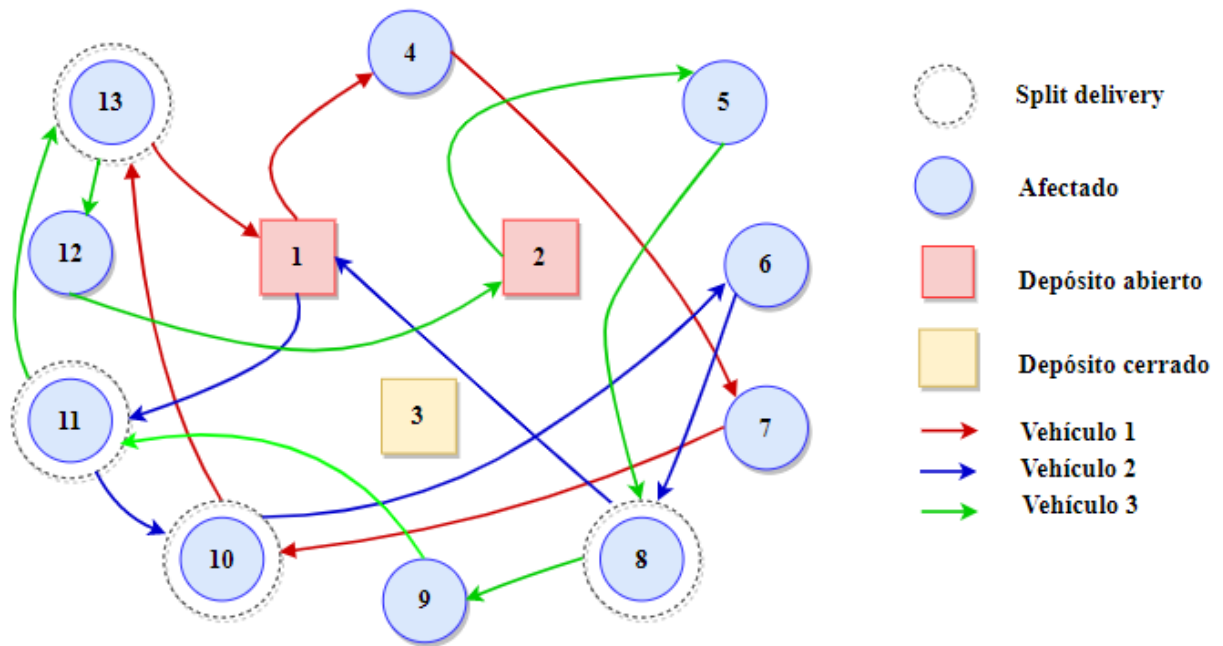 4
13
5
Split delivery
Afectado
12
1
2
6
Depósito abierto
Depósito cerrado
3
11
7
Vehículo 1
Vehículo 2
Vehículo 3
10
8
9